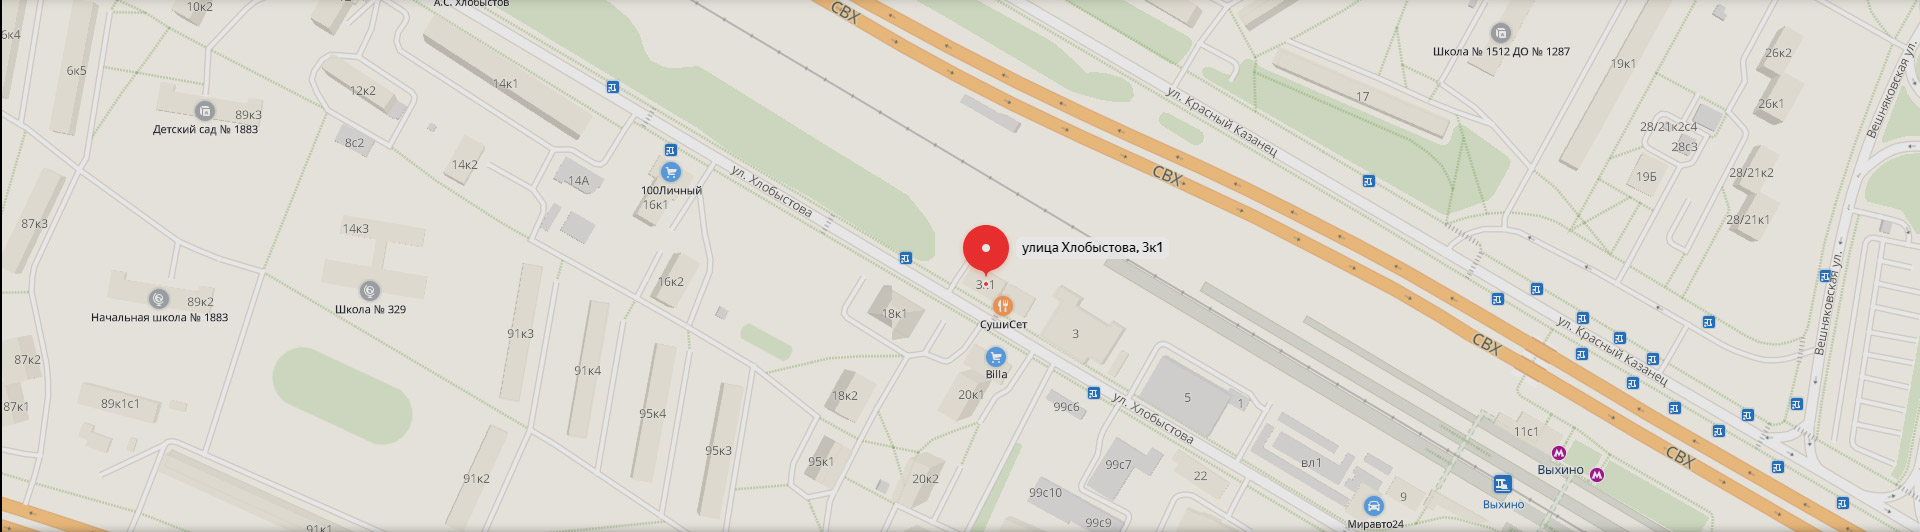 А.С. Хлобыстов
10к2
СВХ
6к4
6к5
Школа № 1512 ДО № 1287
19к1
26к2
Вешняковская ул.
12к2
14к1
89к3
Детский сад № 1883
17
ул. Красный Казанец
26к1
28/21к2с4
28с3
8с2
14к2
14А
100Личный
16к1
ул. Хлобыстова
СВХ
19Б
28/21к2
28/21к1
87к3
14к3
улица Хлобыстова, 3к1
3к1
16к2
89к2
Начальная школа № 1883
Школа № 329
18к1
СушиСет
3
91к3
Вешняковская ул.
ул. Красный Казанец
СВХ
87к2
91к4
Billa
87к1
89к1с1
95к4
18к2
20к1
99с6
ул. Хлобыстова
5
1
11с1
95к3
95к1
91к2
20к2
99с7
22
вл1
Выхино
СВХ
99с10
9
Выхино
99с9
Миравто24
91к1